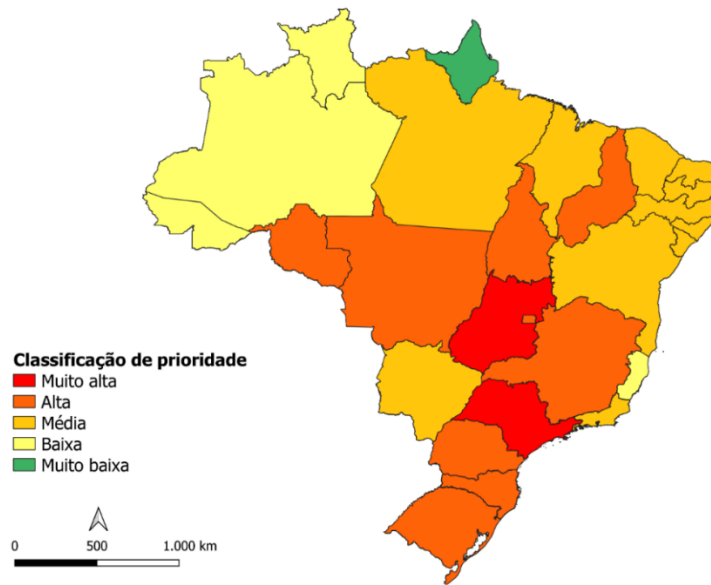 Classificação de prioridade
Muito alta
Alta
Média
Baixa
Muito baixa
0 500 1.000 km